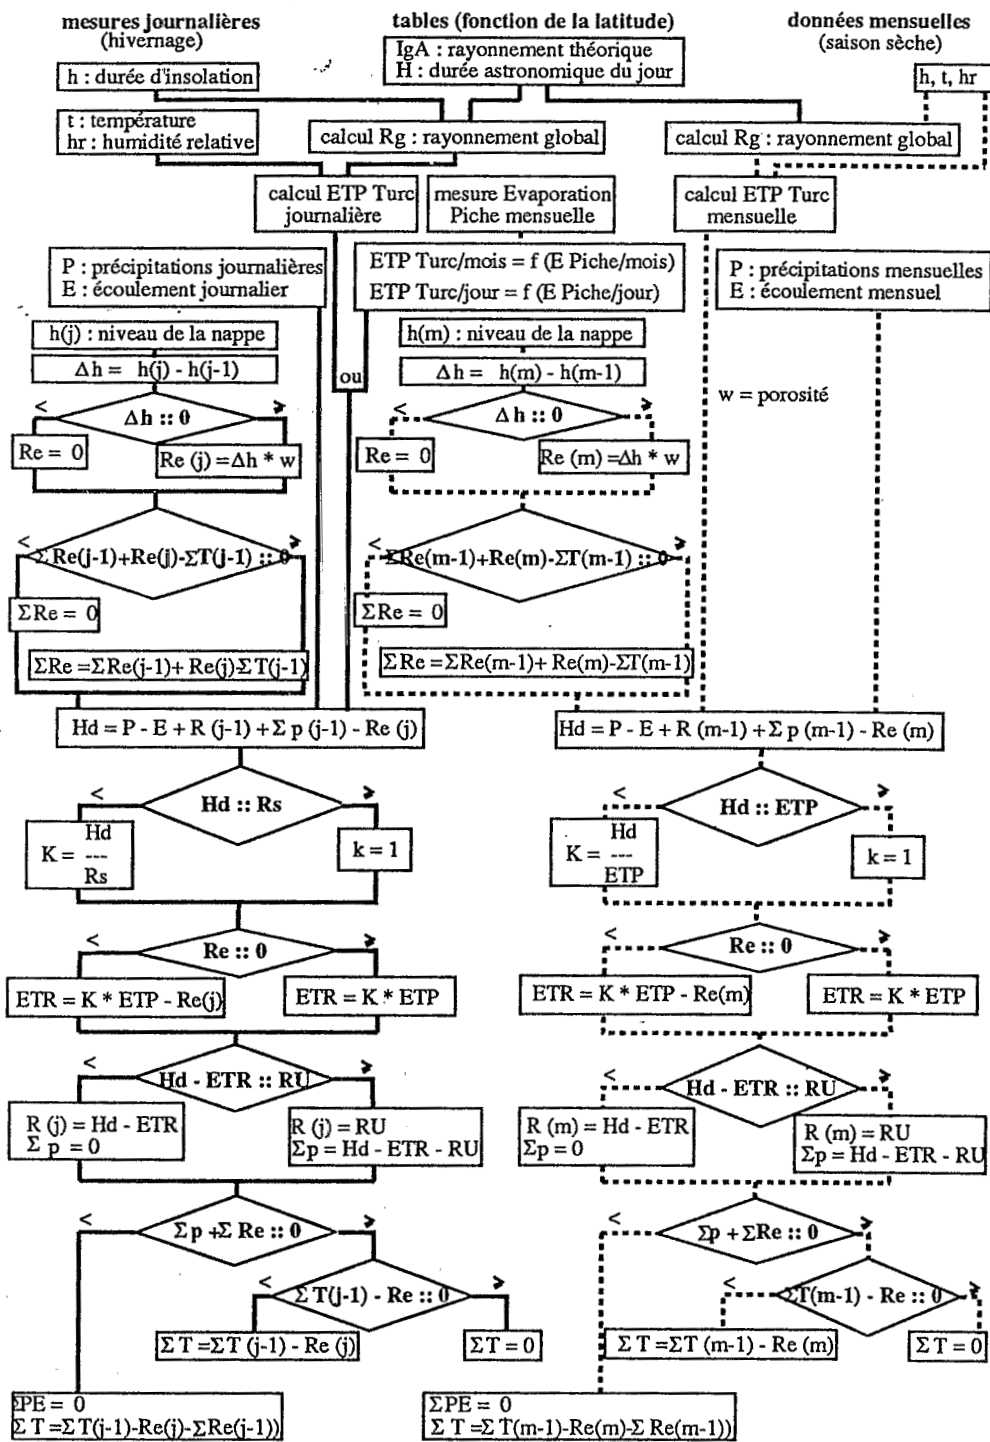 mesures journalières
(hivernage)
tables (fonction de la latitude)
données mensuelles
(saison sèche)
IgA : rayonnement théorique
H : durée astronomique du jour
h : durée d'insolation
h, t, hr
t : température
hr : humidité relative
calcul Rg : rayonnement global
calcul Rg : rayonnement global
calcul ETP Turc
journalière
mesure Evaporation
Piche mensuelle
calcul ETP Turc
mensuelle
P : précipitations journalières
E : écoulement journalier
ETP Turc/mois = f (E Piche/mois)
ETP Turc/jour = f (E Piche/jour)
P : précipitations mensuelles
E : écoulement mensuel
h(j) : niveau de la nappe
h(m) : niveau de la nappe
Δh = h(j) - h(j-1)
ou
Δh = h(m) - h(m-1)
w = porosité
< Δh :: 0 ≥
< Δh :: 0 ≥
Re = 0
Re (j) =Δh * w
Re = 0
Re (m) =Δh * w
< ΣRe(j-1)+Re(j)-ΣT(j-1) :: 0 ≥
< ΣRe(m-1)+Re(m)-ΣT(m-1) :: 0 ≥
ΣRe = 0
ΣRe = 0
ΣRe =ΣRe(j-1)+ Re(j)-ΣT(j-1)
ΣRe =ΣRe(m-1)+ Re(m)-ΣT(m-1)
Hd = P - E + R (j-1) + Σ p (j-1) - Re (j)
Hd = P - E + R (m-1) + Σ p (m-1) - Re (m)
< Hd :: Rs ≥
< Hd :: ETP ≥
Hd
K = ---
Rs
k = 1
Hd
K = ---
ETP
k = 1
< Re :: 0 ≥
< Re :: 0 ≥
ETR = K * ETP - Re(j)
ETR = K * ETP
ETR = K * ETP - Re(m)
ETR = K * ETP
< Hd - ETR :: RU ≥
< Hd - ETR :: RU ≥
R (j) = Hd - ETR
Σ p = 0
R (j) = RU
Σp = Hd - ETR - RU
R (m) = Hd - ETR
Σp = 0
R (m) = RU
Σp = Hd - ETR - RU
< Σ p +Σ Re :: 0 ≥
< Σp + ΣRe :: 0 ≥
< Σ T(j-1) - Re :: 0 ≥
< ΣT(m-1) - Re :: 0 ≥
Σ T =ΣT (j-1) - Re (j)
Σ T = 0
Σ T =ΣT (m-1) - Re (m)
Σ T = 0
ΣPE = 0
Σ T =Σ T(j-1)-Re(j)-ΣRe(j-1))
ΣPE = 0
Σ T =Σ T(m-1)-Re(m)-Σ Re(m-1))